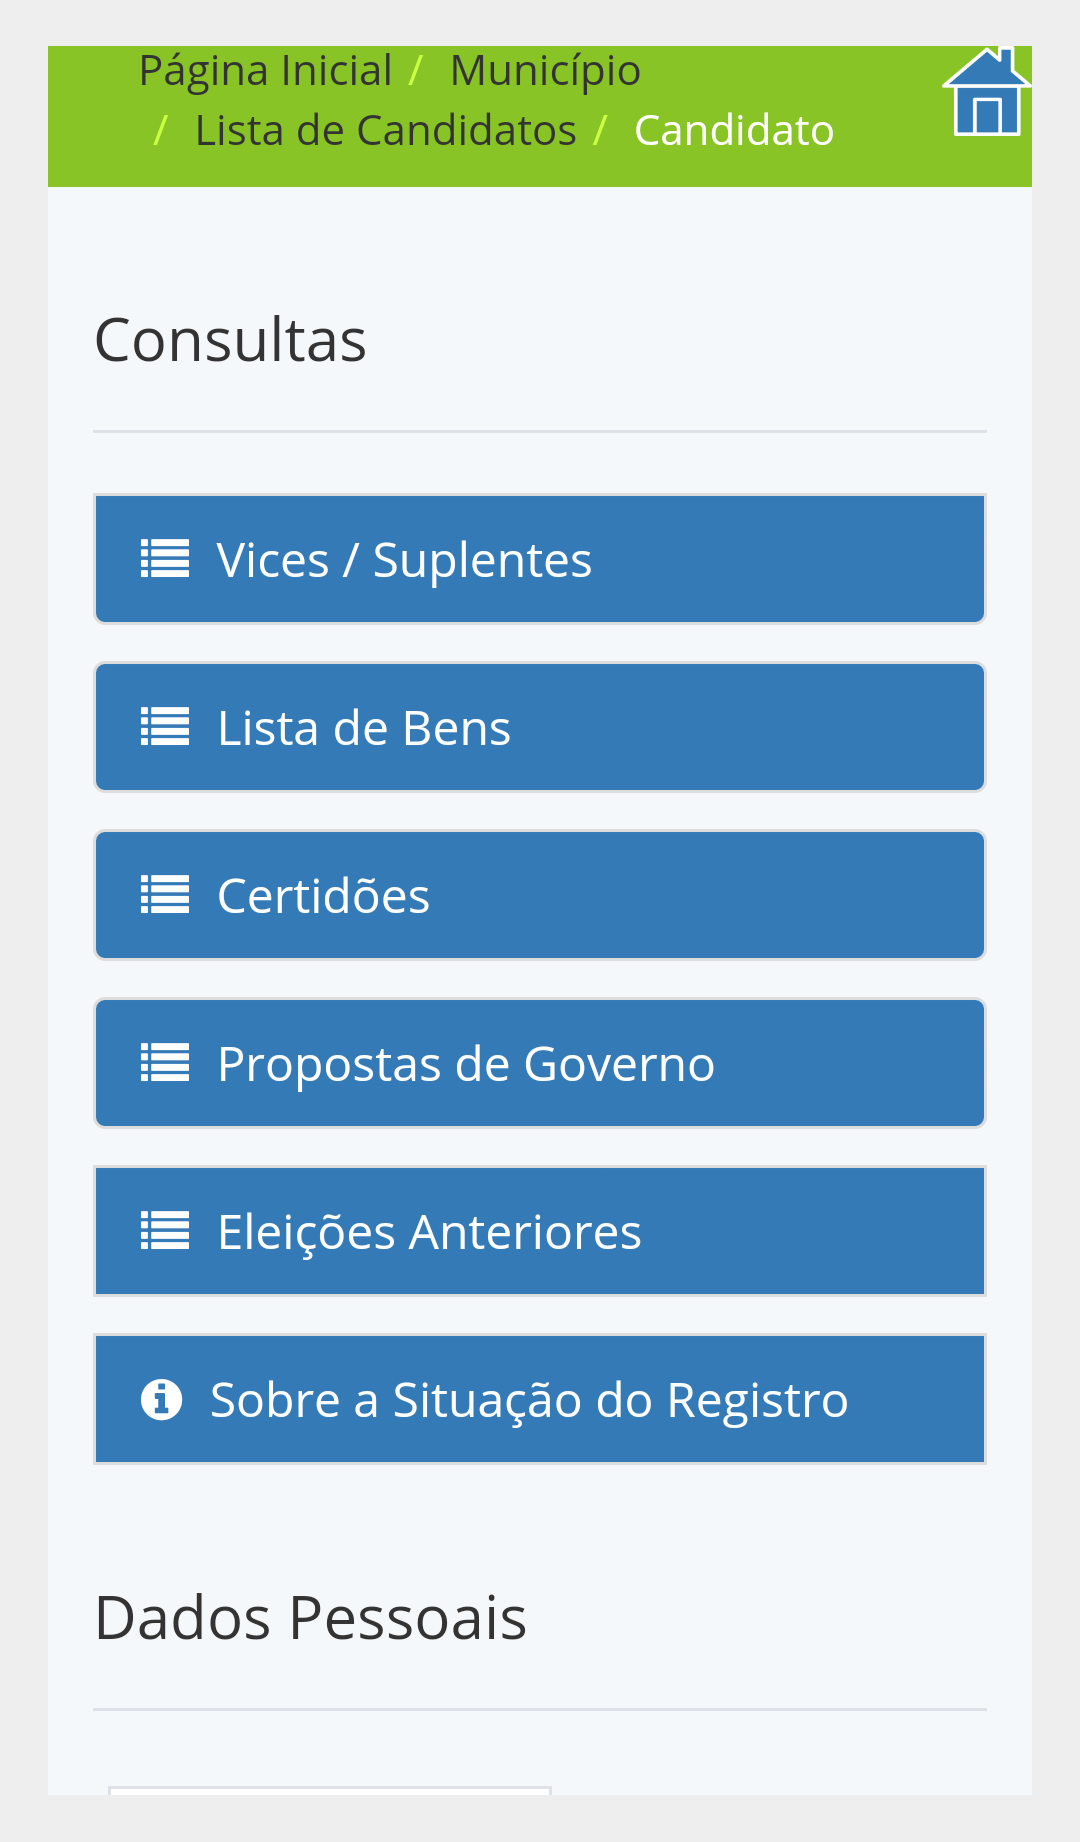 Página Inicial / Município
/ Lista de Candidatos / Candidato
Consultas
Vices / Suplentes
Lista de Bens
Certidões
Propostas de Governo
Eleições Anteriores
Sobre a Situação do Registro
Dados Pessoais